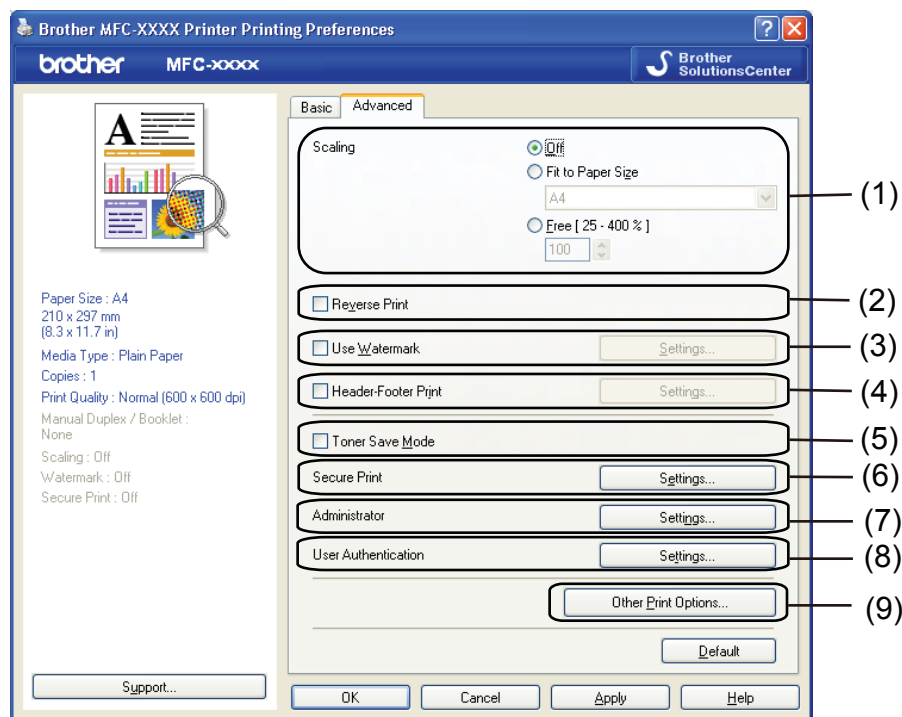 Brother MFC-XXXX Printer Printing Preferences
brother MFC-xxxx
Brother
SolutionsCenter
A
Paper Size : A4
210 x 297 mm
(8.3 x 11.7 in)
Media Type : Plain Paper
Copies : 1
Print Quality : Normal (600 x 600 dpi)
Manual Duplex / Booklet :
None
Scaling : Off
Watermark : Off
Secure Print : Off
Support...
Basic Advanced
Scaling Off
Fit to Paper Size
A4
Free [ 25 - 400 % ]
100
(1)
Reverse Print (2)
Use Watermark Settings... (3)
Header-Footer Print Settings... (4)
Toner Save Mode (5)
Secure Print Settings... (6)
Administrator Settings... (7)
User Authentication Settings... (8)
Other Print Options... (9)
Default
OK Cancel Apply Help